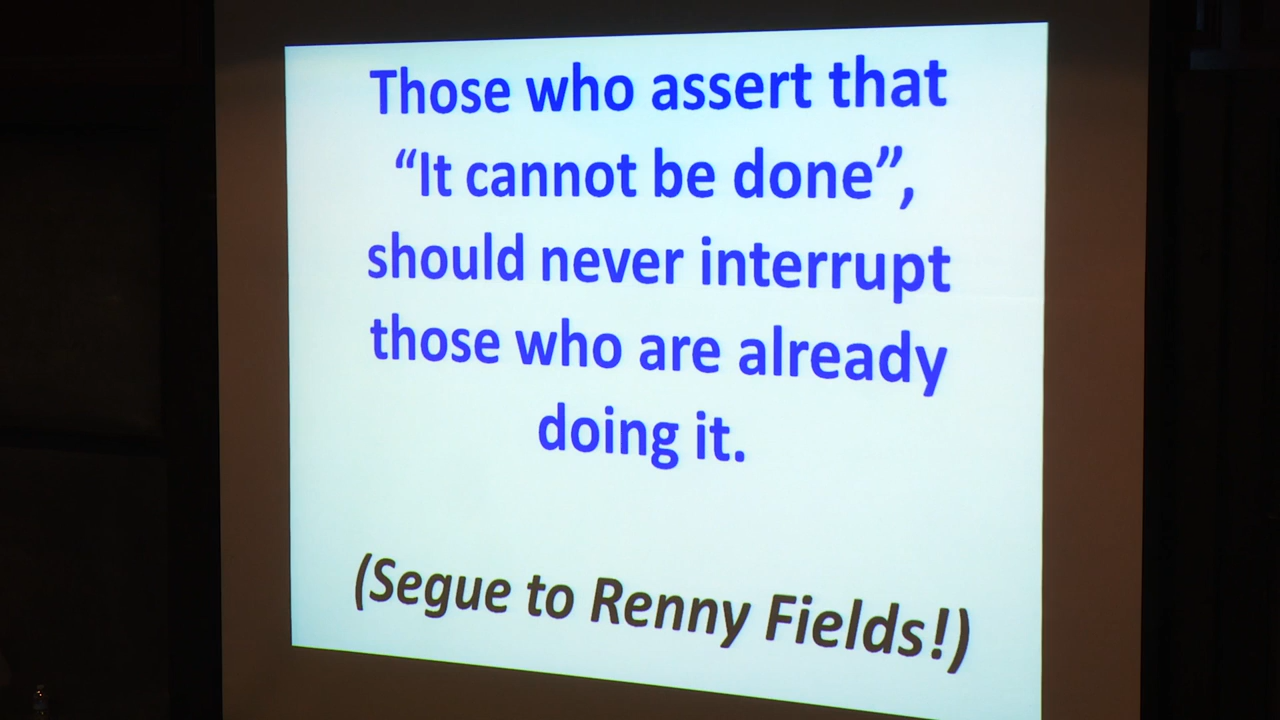 Those who assert that
“It cannot be done”,
should never interrupt
those who are already
doing it.
(Segue to Renny Fields!)